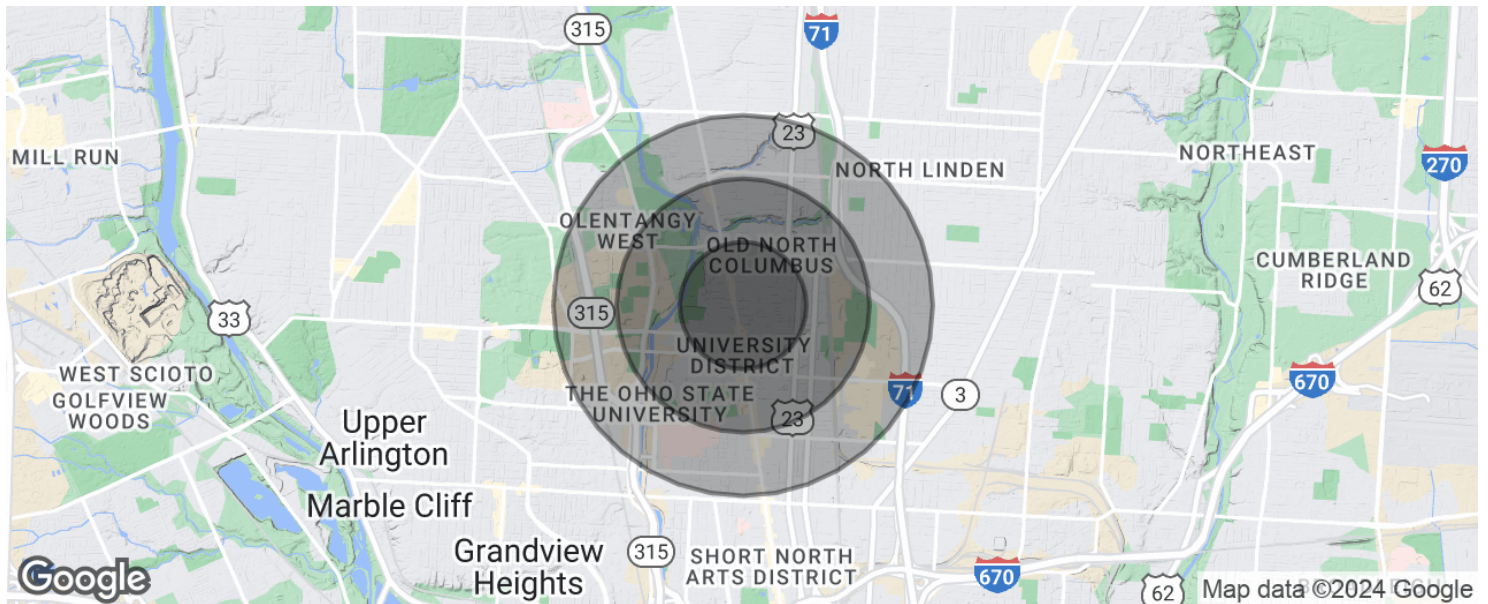 315
71
23
MILL RUN
NORTH LINDEN
NORTHEAST
270
OLENTANGY
WEST
OLD NORTH
COLUMBUS
CUMBERLAND
RIDGE
62
33
315
UNIVERSITY
DISTRICT
WEST SCIOTO
GOLFVIEW
WOODS
THE OHIO STATE
UNIVERSITY
71
3
670
23
Upper
Arlington
Marble Cliff
Grandview
Heights
315
SHORT NORTH
ARTS DISTRICT
670
62
Google
Map data ©2024 Google